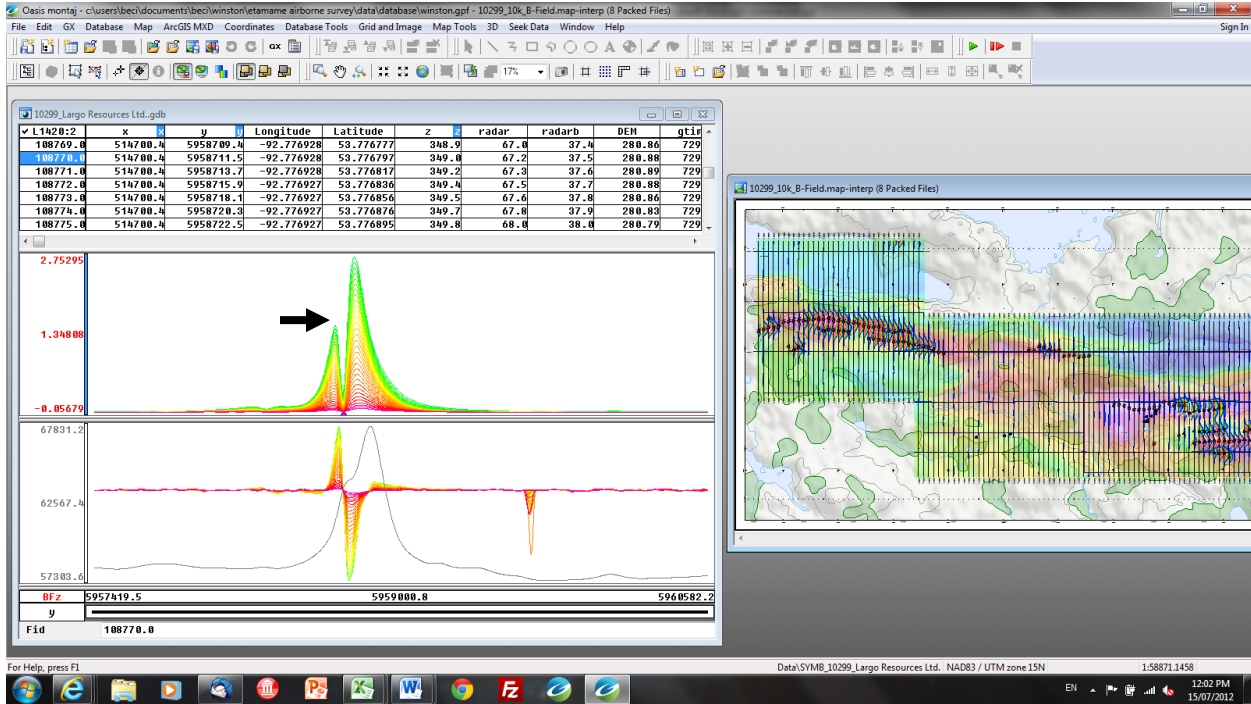 Oasis montaj - c:\users\beci\documents\beci\winston\etamame airborne survey\data\database\winston.gpf - 10299_10k_B-Field.map-interp (8 Packed Files)
File Edit GX Database Map ArcGIS MXD Coordinates Database Tools Grid and Image Map Tools 3D Seek Data Window Help Sign In
17%
10299_Largo Resources Ltd..gdb
L1420:2 x x y y Longitude Latitude z z radar radarb DEM gtim
108769.0 514700.4 5958709.4 -92.776928 53.776777 348.9 67.0 37.4 280.86 729
108770.0 514700.4 5958711.5 -92.776928 53.776797 349.0 67.2 37.5 280.88 729
108771.0 514700.4 5958713.7 -92.776928 53.776817 349.2 67.3 37.6 280.89 729
108772.0 514700.4 5958715.9 -92.776927 53.776836 349.4 67.5 37.7 280.88 729
108773.0 514700.4 5958718.1 -92.776927 53.776856 349.5 67.6 37.8 280.86 729
108774.0 514700.4 5958720.3 -92.776927 53.776876 349.7 67.8 37.9 280.83 729
108775.0 514700.4 5958722.5 -92.776927 53.776895 349.8 68.0 38.0 280.79 729
2.75295
1.34808
-0.05679
67831.2
62567.4
57303.6
BFz 5957419.5 5959000.8 5960582.2
y
Fid 108770.0
10299_10k_B-Field.map-interp (8 Packed Files)
For Help, press F1 Data\SYMB_10299_Largo Resources Ltd. NAD83 / UTM zone 15N 1:58871.1458
EN 12:02 PM
15/07/2012